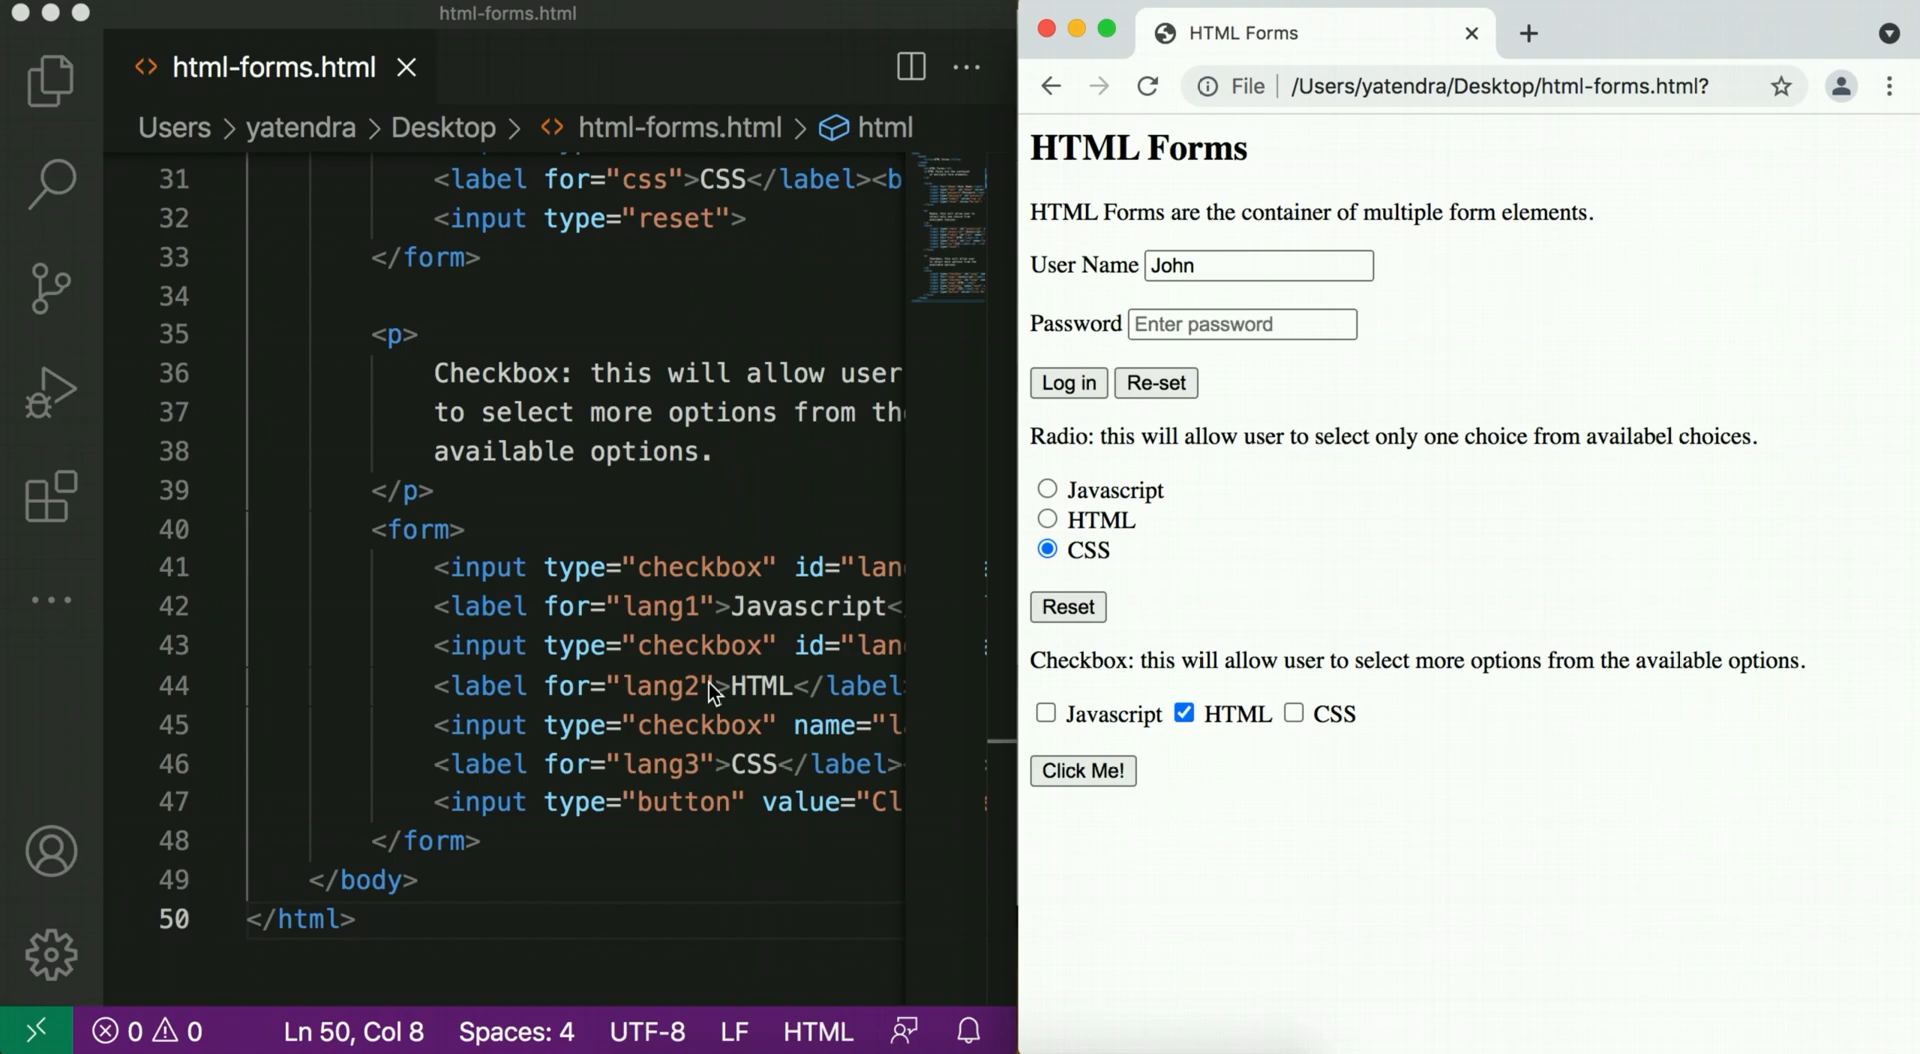 html-forms.html
html-forms.html
Users > yatendra > Desktop > html-forms.html > html
31 <label for="css">CSS</label><b
32 <input type="reset">
33 </form>
34
35 <p>
36 Checkbox: this will allow user
37 to select more options from the
38 available options.
39 </p>
40 <form>
41 <input type="checkbox" id="lan
42 <label for="lang1">Javascript<
43 <input type="checkbox" id="lan
44 <label for="lang2">HTML</label
45 <input type="checkbox" name="l
46 <label for="lang3">CSS</label>
47 <input type="button" value="Cl
48 </form>
49 </body>
50 </html>
0 0 Ln 50, Col 8 Spaces: 4 UTF-8 LF HTML
HTML Forms
File /Users/yatendra/Desktop/html-forms.html?
HTML Forms
HTML Forms are the container of multiple form elements.
User Name John
Password Enter password
Log in Re-set
Radio: this will allow user to select only one choice from availabel choices.
Javascript
HTML
CSS
Reset
Checkbox: this will allow user to select more options from the available options.
Javascript HTML CSS
Click Me!